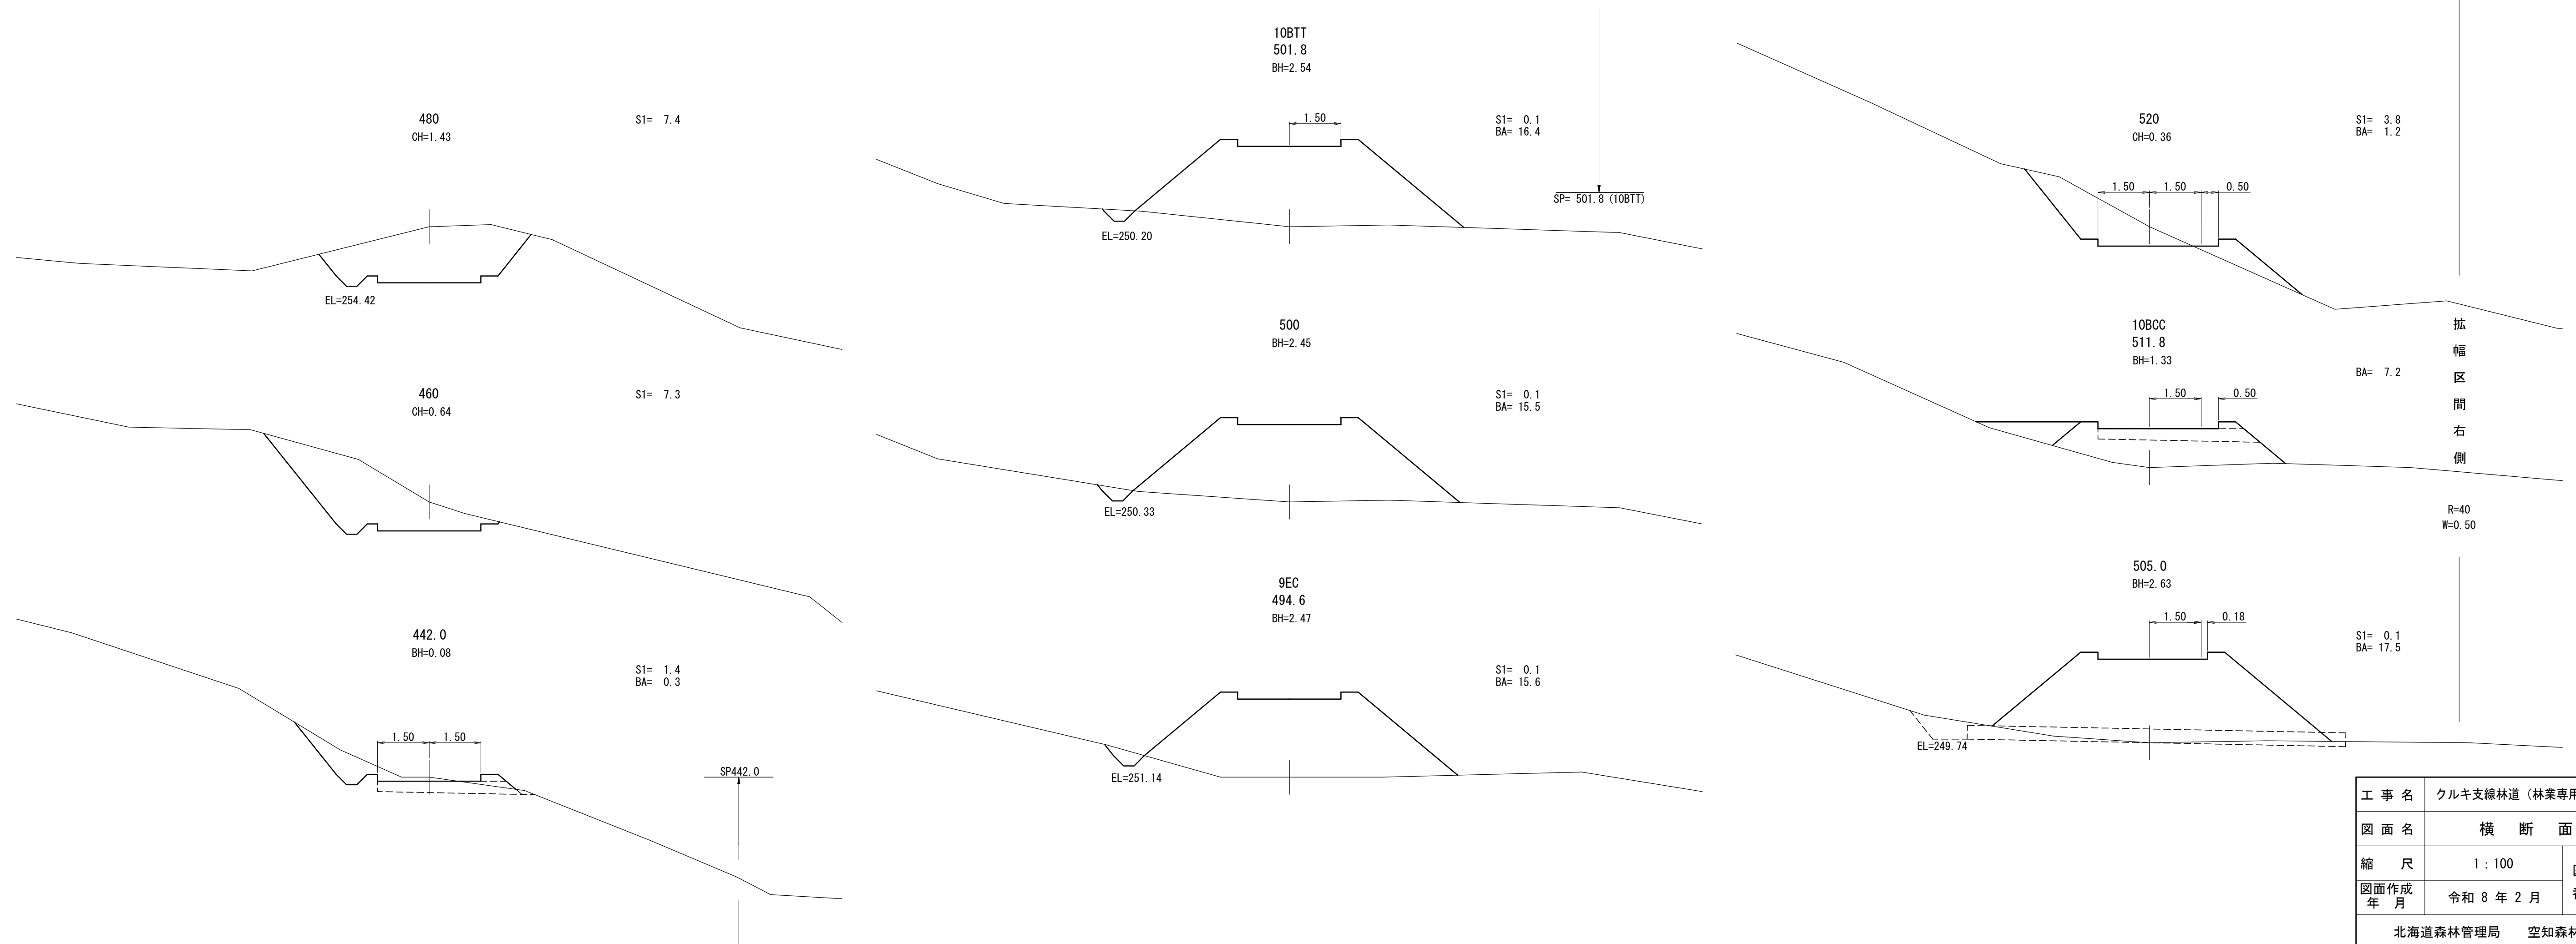 480
CH=1.43
S1= 7.4
EL=254.42
460
CH=0.64
S1= 7.3
442.0
BH=0.08
S1= 1.4
BA= 0.3
1.50 1.50
SP442.0
10BTT
501.8
BH=2.54
1.50
S1= 0.1
BA= 16.4
SP= 501.8 (10BTT)
EL=250.20
500
BH=2.45
S1= 0.1
BA= 15.5
EL=250.33
9EC
494.6
BH=2.47
S1= 0.1
BA= 15.6
EL=251.14
520
CH=0.36
S1= 3.8
BA= 1.2
1.50 1.50 0.50
10BCC
511.8
BH=1.33
BA= 7.2
1.50 0.50
拡幅区間右側
R=40
W=0.50
505.0
BH=2.63
1.50 0.18
S1= 0.1
BA= 17.5
EL=249.74
工事名 クルキ支線林道（林業専用
図面名 横断面
縮尺 1：100
図面作成年月 令和 8 年 2 月
北海道森林管理局 空知森林